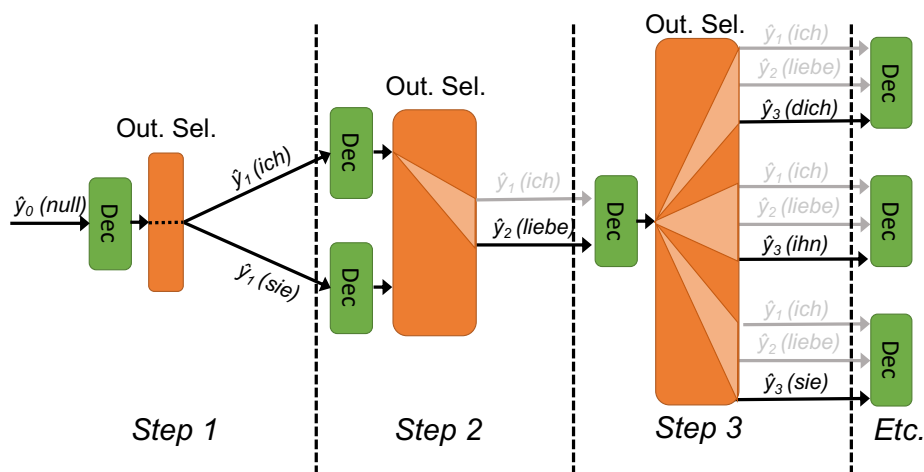 Out. Sel.
ŷ0 (null)
Dec
ŷ1 (ich)
ŷ1 (sie)
Step 1
Out. Sel.
Dec
Dec
ŷ1 (ich)
ŷ2 (liebe)
Step 2
Out. Sel.
Dec
ŷ1 (ich)
ŷ2 (liebe)
ŷ3 (dich)
Dec
ŷ1 (ich)
ŷ2 (liebe)
ŷ3 (ihn)
Dec
ŷ1 (ich)
ŷ2 (liebe)
ŷ3 (sie)
Dec
Step 3
Etc.